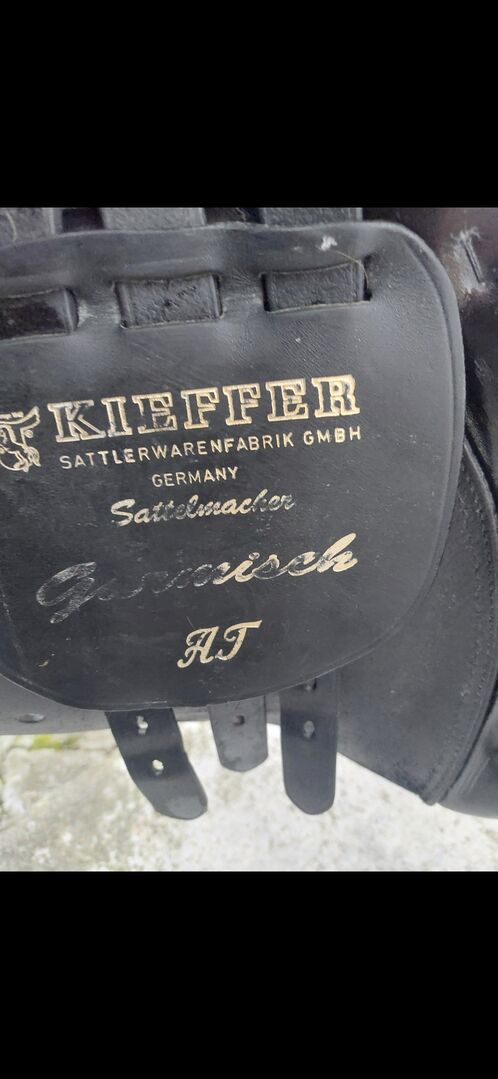 KIEFFER
SATTLERWARENFABRIK GMBH
GERMANY
Sattelmacher
Garmisch
AT